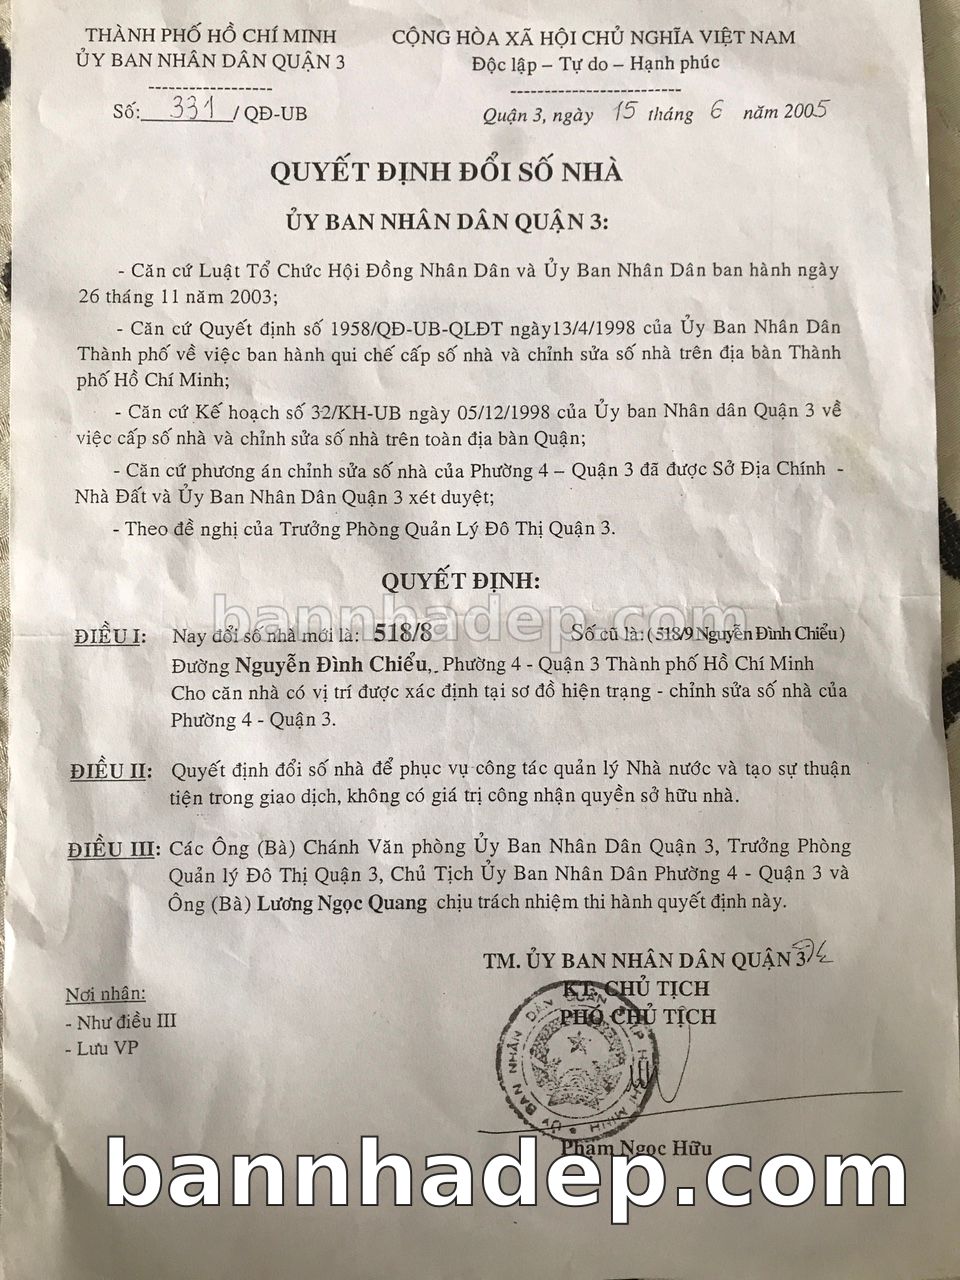 THÀNH PHỐ HỒ CHÍ MINH
ỦY BAN NHÂN DÂN QUẬN 3
Số: 331 / QĐ-UB
CỘNG HÒA XÃ HỘI CHỦ NGHĨA VIỆT NAM
Độc lập – Tự do – Hạnh phúc
Quận 3, ngày 15 tháng 6 năm 2005
QUYẾT ĐỊNH ĐỔI SỐ NHÀ
ỦY BAN NHÂN DÂN QUẬN 3:
- Căn cứ Luật Tổ Chức Hội Đồng Nhân Dân và Ủy Ban Nhân Dân ban hành ngày
26 tháng 11 năm 2003;
- Căn cứ Quyết định số 1958/QĐ-UB-QLĐT ngày13/4/1998 của Ủy Ban Nhân Dân
Thành phố về việc ban hành qui chế cấp số nhà và chỉnh sửa số nhà trên địa bàn Thành
phố Hồ Chí Minh;
- Căn cứ Kế hoạch số 32/KH-UB ngày 05/12/1998 của Ủy ban Nhân dân Quận 3 về
việc cấp số nhà và chỉnh sửa số nhà trên toàn địa bàn Quận;
- Căn cứ phương án chỉnh sửa số nhà của Phường 4 – Quận 3 đã được Sở Địa Chính -
Nhà Đất và Ủy Ban Nhân Dân Quận 3 xét duyệt;
- Theo đề nghị của Trưởng Phòng Quản Lý Đô Thị Quận 3.
QUYẾT ĐỊNH:
bannhadep.com
ĐIỀU I: Nay đổi số nhà mới là: 518/8 Số cũ là: ( 518/9 Nguyễn Đình Chiểu )
Đường Nguyễn Đình Chiểu, Phường 4 - Quận 3 Thành phố Hồ Chí Minh
Cho căn nhà có vị trí được xác định tại sơ đồ hiện trạng - chỉnh sửa số nhà của
Phường 4 - Quận 3.
ĐIỀU II: Quyết định đổi số nhà để phục vụ công tác quản lý Nhà nước và tạo sự thuận
tiện trong giao dịch, không có giá trị công nhận quyền sở hữu nhà.
ĐIỀU III: Các Ông (Bà) Chánh Văn phòng Ủy Ban Nhân Dân Quận 3, Trưởng Phòng
Quản lý Đô Thị Quận 3, Chủ Tịch Ủy Ban Nhân Dân Phường 4 - Quận 3 và
Ông (Bà) Lương Ngọc Quang chịu trách nhiệm thi hành quyết định này.
TM. ỦY BAN NHÂN DÂN QUẬN 3
KT. CHỦ TỊCH
PHÓ CHỦ TỊCH
Nơi nhân:
- Như điều III
- Lưu VP
ỦY BAN NHÂN DÂN QUẬN 3 TP HỒ CHÍ MINH
Phạm Ngọc Hữu
bannhadep.com